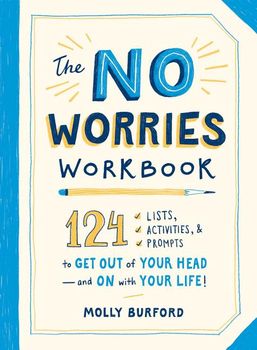 The NO
WORRIES
WORKBOOK
124 ✓ LISTS,
✓ ACTIVITIES, &
✓ PROMPTS
to GET OUT of YOUR HEAD
—and ON with YOUR LIFE!
MOLLY BURFORD